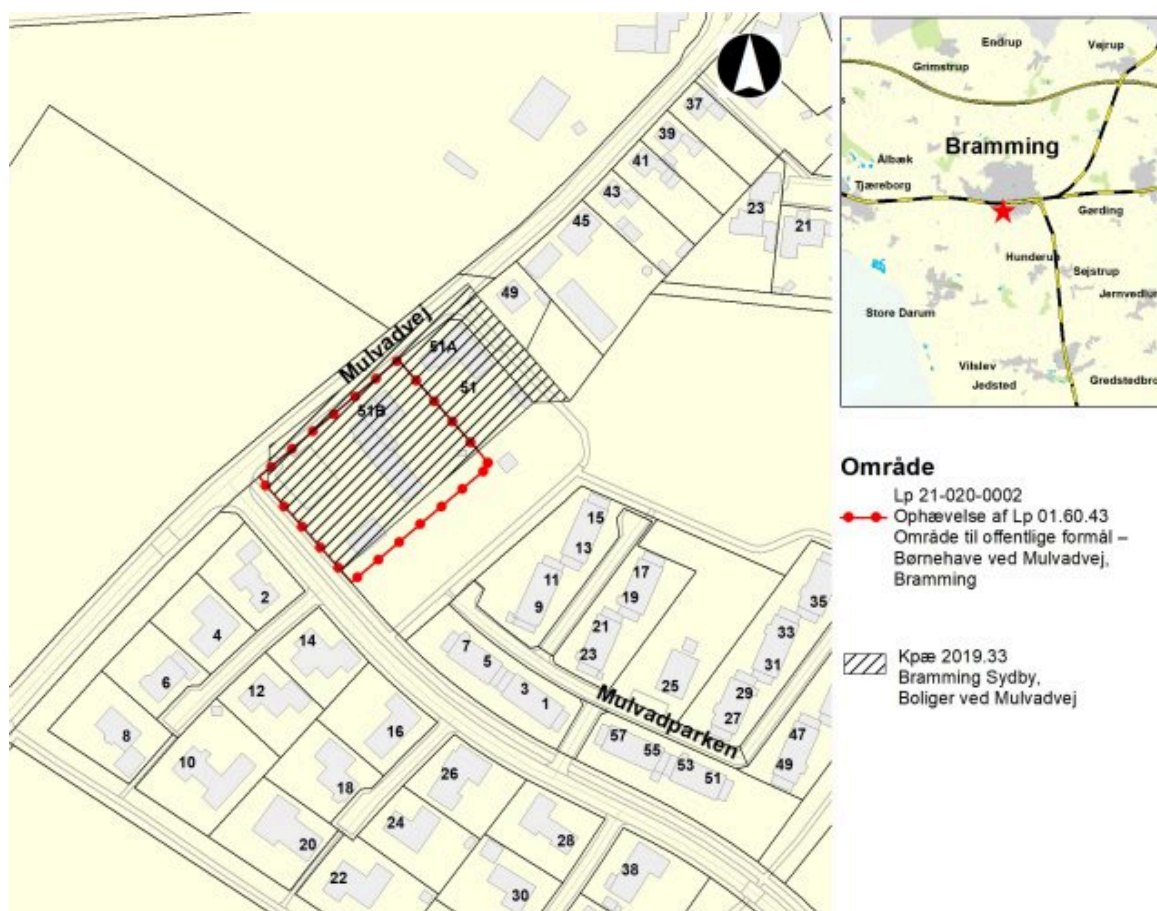 37
39
41
43
45
23
21
49
Mulvadvej
51A
51
51B
15
13
11
9
17
19
21
23
35
33
31
29
27
25
7
5
3
1
Mulvadparken
57
55
53
51
47
49
2
4
6
8
14
12
10
16
18
20
26
24
22
28
30
38
Endrup
Vejrup
Grimstrup
Bramming
Ålbæk
Tjæreborg
Gørding
Hunderup
Sejstrup
Jernvedlun
Store Darum
Vilslev
Jedsted
Gredstedbro
Område
Lp 21-020-0002
Ophævelse af Lp 01.60.43
Område til offentlige formål –
Børnehave ved Mulvadvej,
Bramming
Kpæ 2019.33
Bramming Sydby,
Boliger ved Mulvadvej